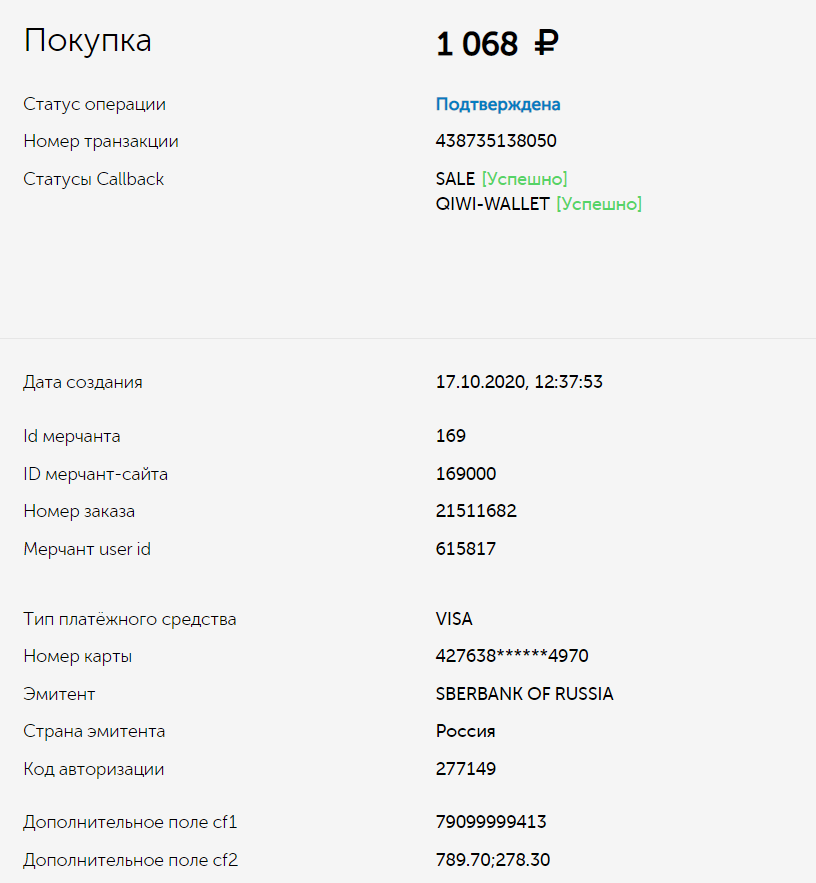 Покупка 1 068 ₽
Статус операции Подтверждена
Номер транзакции 438735138050
Статусы Callback SALE [Успешно]
QIWI-WALLET [Успешно]
Дата создания 17.10.2020, 12:37:53
Id мерчанта 169
ID мерчант-сайта 169000
Номер заказа 21511682
Мерчант user id 615817
Тип платёжного средства VISA
Номер карты 427638******4970
Эмитент SBERBANK OF RUSSIA
Страна эмитента Россия
Код авторизации 277149
Дополнительное поле cf1 79099999413
Дополнительное поле cf2 789.70;278.30